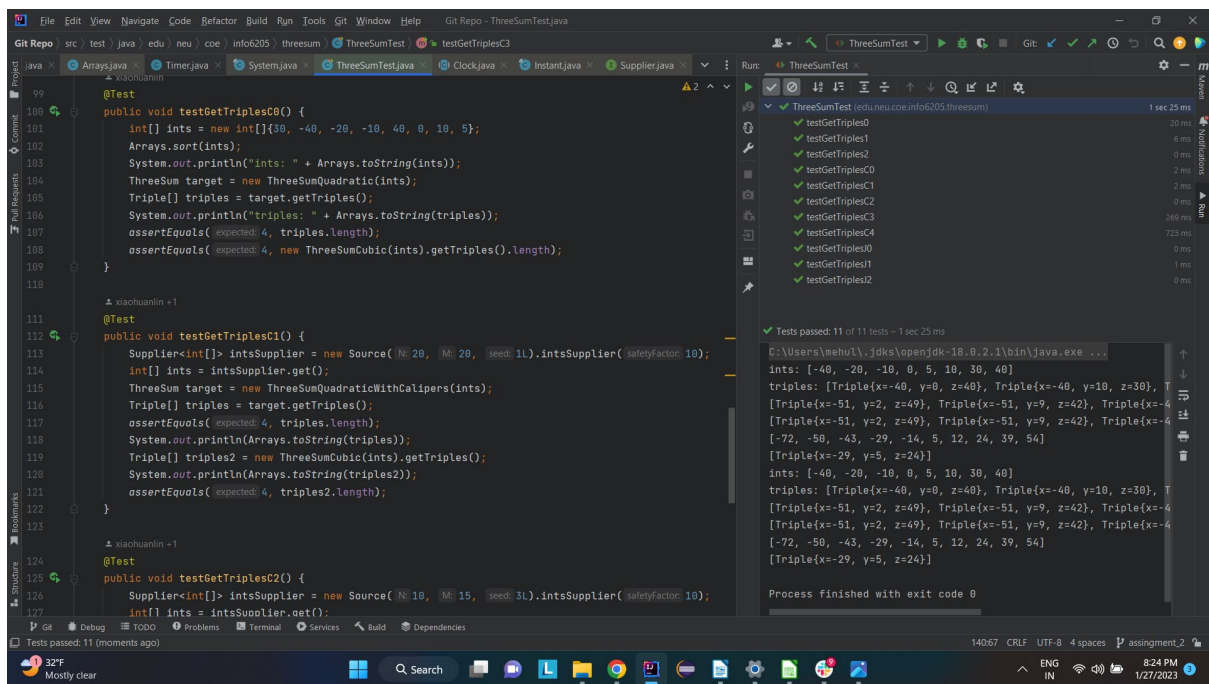 File Edit View Navigate Code Refactor Build Run Tools Git Window Help Git Repo - ThreeSumTest.java
Git Repo src test java edu neu coe info6205 threesum ThreeSumTest testGetTriplesC3 ThreeSumTest Git:
java Arrays.java Timer.java System.java ThreeSumTest.java Clock.java Instant.java Supplier.java Run: ThreeSumTest
Project
Commit
Pull Requests
Bookmarks
Structure
xiaohuanlin
2
99 @Test
100 public void testGetTriplesC0() {
101 int[] ints = new int[]{30, -40, -20, -10, 40, 0, 10, 5};
102 Arrays.sort(ints);
103 System.out.println("ints: " + Arrays.toString(ints));
104 ThreeSum target = new ThreeSumQuadratic(ints);
105 Triple[] triples = target.getTriples();
106 System.out.println("triples: " + Arrays.toString(triples));
107 assertEquals( expected: 4, triples.length);
108 assertEquals( expected: 4, new ThreeSumCubic(ints).getTriples().length);
109 }
110
xiaohuanlin +1
111 @Test
112 public void testGetTriplesC1() {
113 Supplier<int[]> intsSupplier = new Source( N: 20, M: 20, seed: 1L).intsSupplier( safetyFactor: 10);
114 int[] ints = intsSupplier.get();
115 ThreeSum target = new ThreeSumQuadraticWithCalipers(ints);
116 Triple[] triples = target.getTriples();
117 assertEquals( expected: 4, triples.length);
118 System.out.println(Arrays.toString(triples));
119 Triple[] triples2 = new ThreeSumCubic(ints).getTriples();
120 System.out.println(Arrays.toString(triples2));
121 assertEquals( expected: 4, triples2.length);
122 }
123
xiaohuanlin +1
124 @Test
125 public void testGetTriplesC2() {
126 Supplier<int[]> intsSupplier = new Source( N: 10, M: 15, seed: 3L).intsSupplier( safetyFactor: 10);
127 int[] ints = intsSupplier.get();
ThreeSumTest (edu.neu.coe.info6205.threesum) 1 sec 25 ms
testGetTriples0 20 ms
testGetTriples1 6 ms
testGetTriples2 0 ms
testGetTriplesC0 2 ms
testGetTriplesC1 2 ms
testGetTriplesC2 0 ms
testGetTriplesC3 269 ms
testGetTriplesC4 725 ms
testGetTriplesJ0 0 ms
testGetTriplesJ1 1 ms
testGetTriplesJ2 0 ms
Tests passed: 11 of 11 tests – 1 sec 25 ms
C:\Users\mehul\.jdks\openjdk-18.0.2.1\bin\java.exe ...
ints: [-40, -20, -10, 0, 5, 10, 30, 40]
triples: [Triple{x=-40, y=0, z=40}, Triple{x=-40, y=10, z=30}, T
[Triple{x=-51, y=2, z=49}, Triple{x=-51, y=9, z=42}, Triple{x=-4
[Triple{x=-51, y=2, z=49}, Triple{x=-51, y=9, z=42}, Triple{x=-4
[-72, -50, -43, -29, -14, 5, 12, 24, 39, 54]
[Triple{x=-29, y=5, z=24}]
ints: [-40, -20, -10, 0, 5, 10, 30, 40]
triples: [Triple{x=-40, y=0, z=40}, Triple{x=-40, y=10, z=30}, T
[Triple{x=-51, y=2, z=49}, Triple{x=-51, y=9, z=42}, Triple{x=-4
[Triple{x=-51, y=2, z=49}, Triple{x=-51, y=9, z=42}, Triple{x=-4
[-72, -50, -43, -29, -14, 5, 12, 24, 39, 54]
[Triple{x=-29, y=5, z=24}]
Process finished with exit code 0
m
Maven
Notifications
Run
Git Debug TODO Problems Terminal Services Build Dependencies
Tests passed: 11 (moments ago) 140:67 CRLF UTF-8 4 spaces assingment_2
1 32°F
Mostly clear
Search
L
9
ENG
IN
8:24 PM
1/27/2023
3